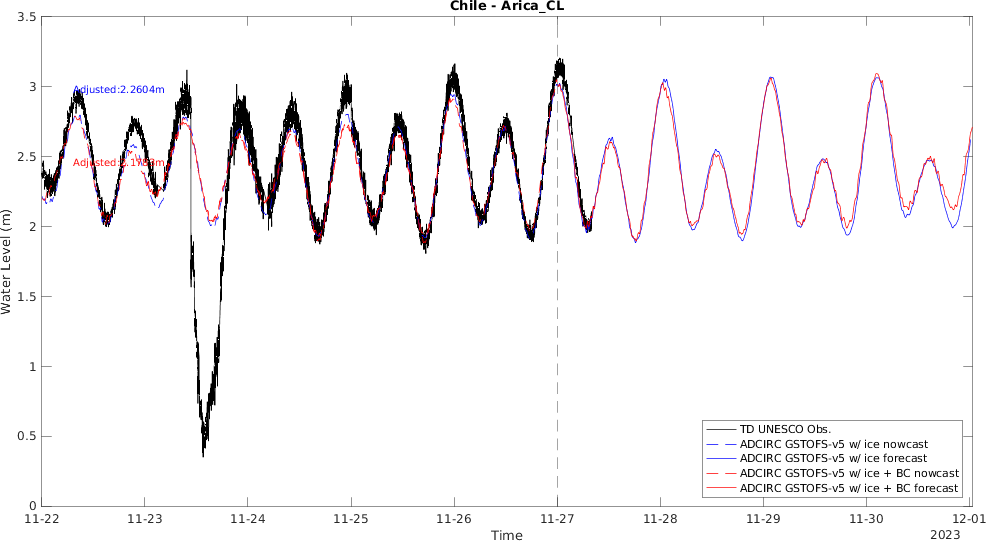 Chile - Arica_CL
3.5
3
2.5
2
1.5
1
0.5
0
Water Level (m)
Adjusted:2.2604m
TD UNESCO Obs.
ADCIRC GSTOFS-v5 w/ ice nowcast
ADCIRC GSTOFS-v5 w/ ice forecast
ADCIRC GSTOFS-v5 w/ ice + BC nowcast
ADCIRC GSTOFS-v5 w/ ice + BC forecast
11-22 11-23 11-24 11-25 11-26 11-27 11-28 11-29 11-30 12-01
Time
2023